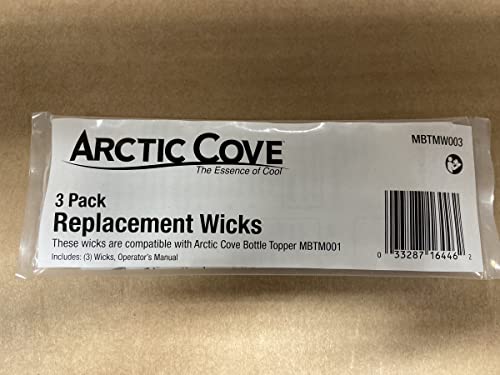 ARCTIC COVE
The Essence of Cool
MBTMW003
3 Pack
Replacement Wicks
These wicks are compatible with Arctic Cove Bottle Topper MBTM001
Includes: (3) Wicks, Operator's Manual
0 33287 16446 2